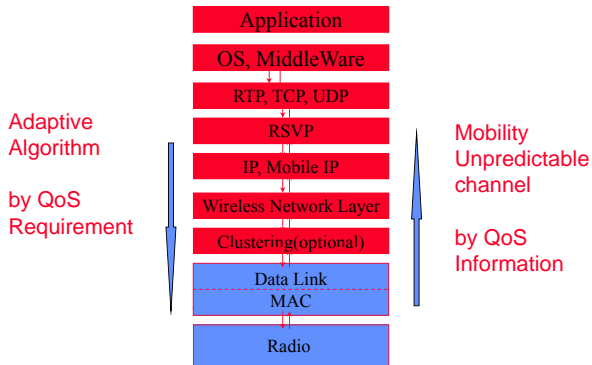 Application
OS, MiddleWare
RTP, TCP, UDP
RSVP
IP, Mobile IP
Wireless Network Layer
Clustering(optional)
Data Link
MAC
Radio
Adaptive
Algorithm
by QoS
Requirement
Mobility
Unpredictable
channel
by QoS
Information